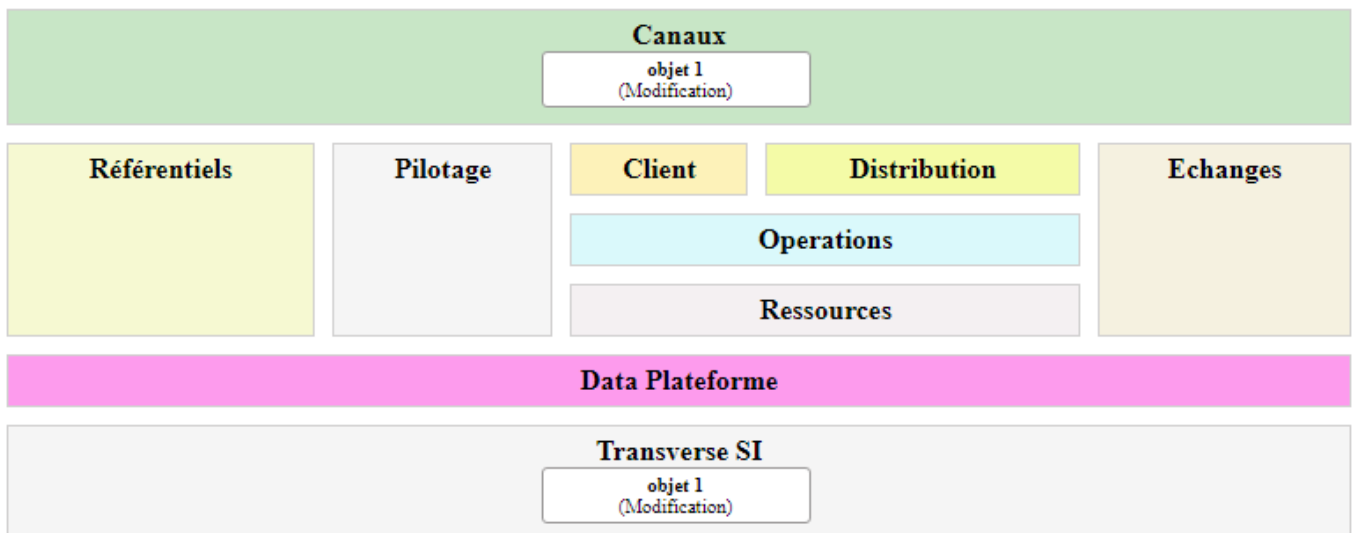 Canaux
objet 1
(Modification)
Référentiels
Pilotage
Client
Distribution
Echanges
Operations
Ressources
Data Plateforme
Transverse SI
objet 1
(Modification)